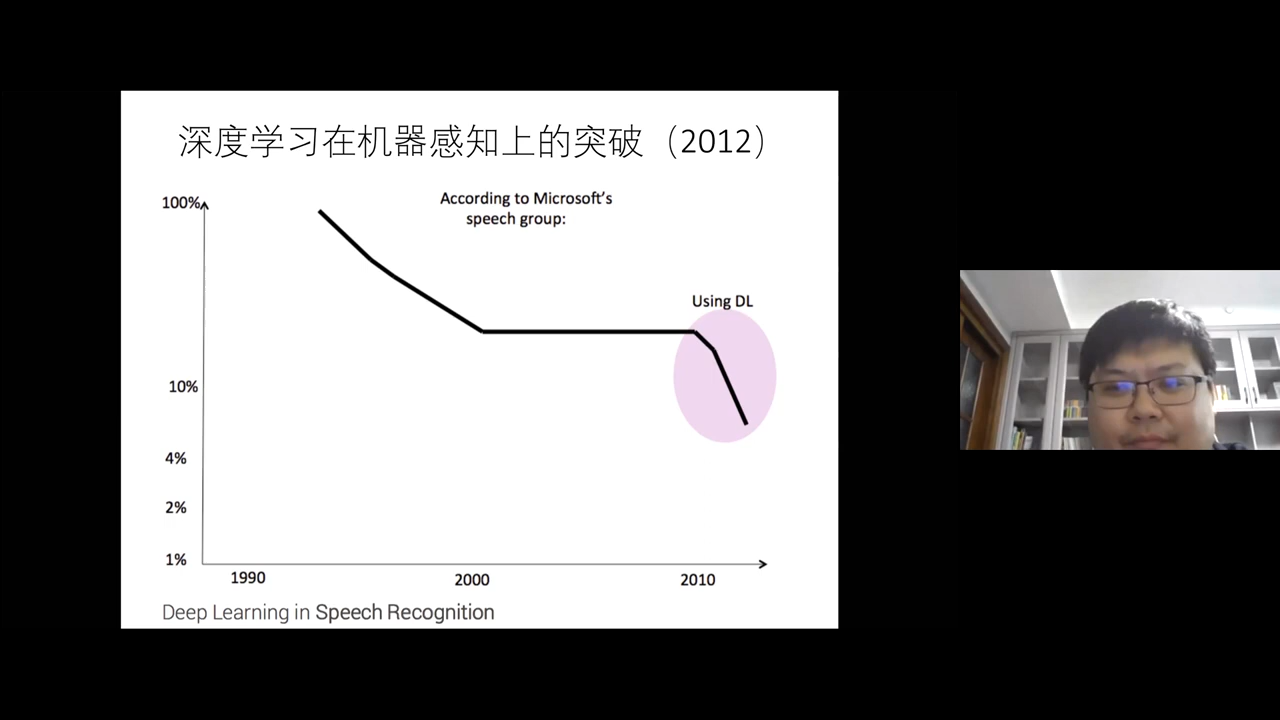 深度学习在机器感知上的突破（2012）
According to Microsoft's
speech group:
100%
Using DL
10%
4%
2%
1%
1990
2000
2010
Deep Learning in Speech Recognition